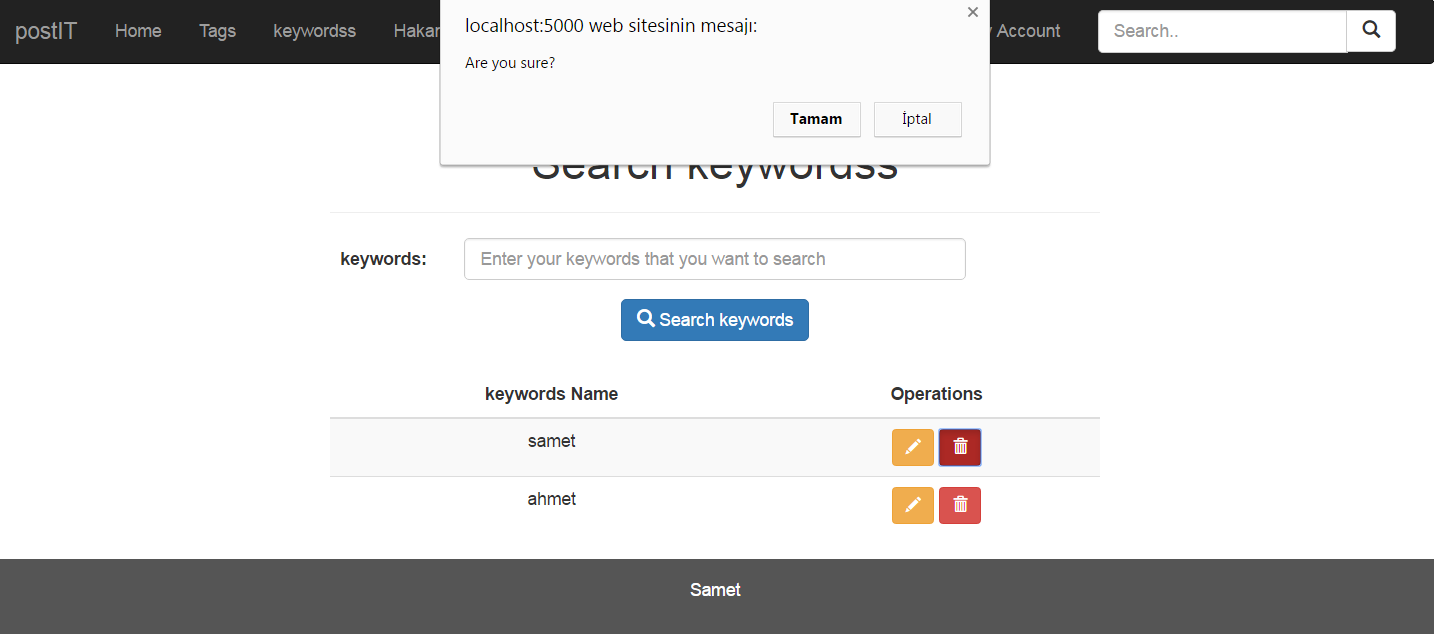 postIT Home Tags keywordss Hakan Account Search..
localhost:5000 web sitesinin mesajı:
Are you sure?
Tamam İptal
Search keywordss
keywords: Enter your keywords that you want to search
Search keywords
keywords Name Operations
samet
ahmet
Samet